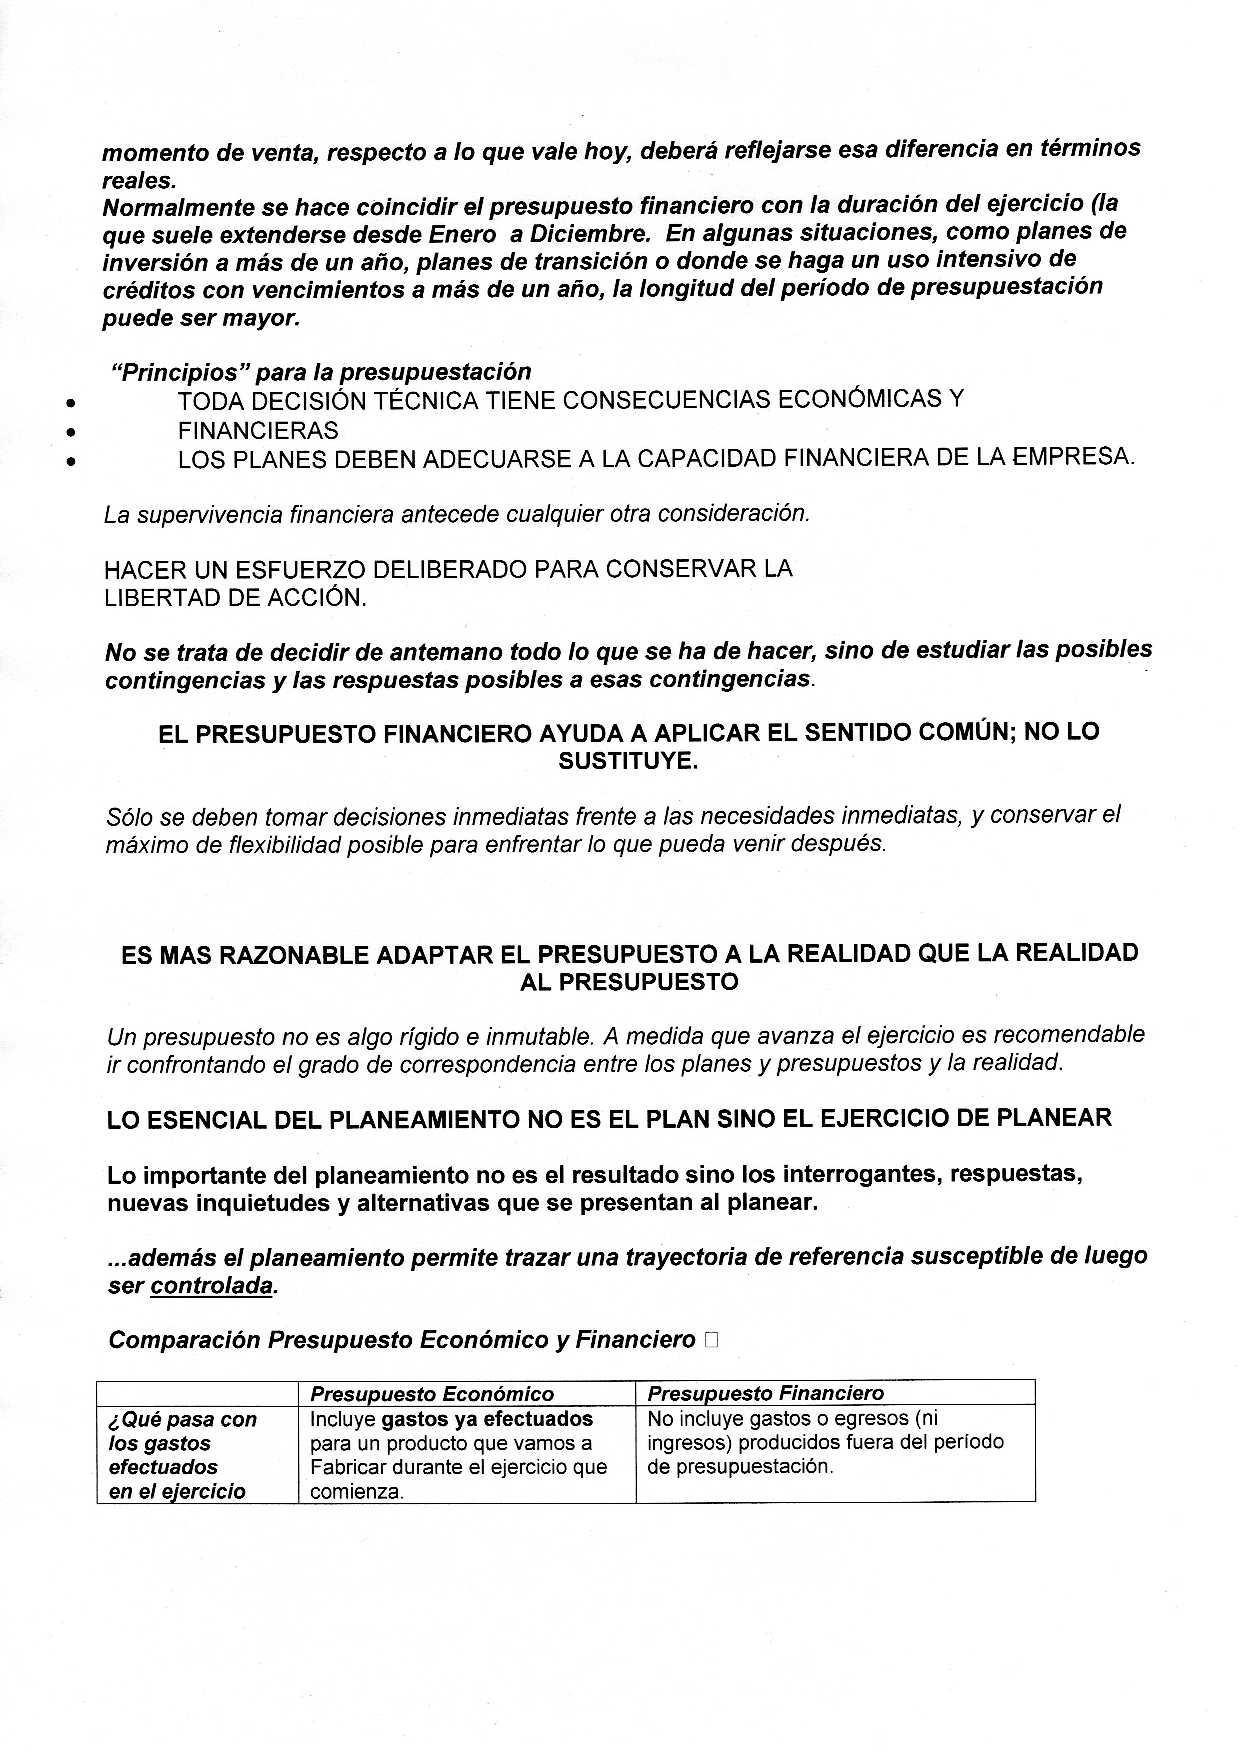 momento de venta, respecto a lo que vale hoy, deberá reflejarse esa diferencia en términos
reales.
Normalmente se hace coincidir el presupuesto financiero con la duración del ejercicio (la
que suele extenderse desde Enero a Diciembre. En algunas situaciones, como planes de
inversión a más de un año, planes de transición o donde se haga un uso intensivo de
créditos con vencimientos a más de un año, la longitud del período de presupuestación
puede ser mayor.
“Principios” para la presupuestación
• TODA DECISIÓN TÉCNICA TIENE CONSECUENCIAS ECONÓMICAS Y
• FINANCIERAS
• LOS PLANES DEBEN ADECUARSE A LA CAPACIDAD FINANCIERA DE LA EMPRESA.
La supervivencia financiera antecede cualquier otra consideración.
HACER UN ESFUERZO DELIBERADO PARA CONSERVAR LA
LIBERTAD DE ACCIÓN.
No se trata de decidir de antemano todo lo que se ha de hacer, sino de estudiar las posibles
contingencias y las respuestas posibles a esas contingencias.
EL PRESUPUESTO FINANCIERO AYUDA A APLICAR EL SENTIDO COMÚN; NO LO
SUSTITUYE.
Sólo se deben tomar decisiones inmediatas frente a las necesidades inmediatas, y conservar el
máximo de flexibilidad posible para enfrentar lo que pueda venir después.
ES MAS RAZONABLE ADAPTAR EL PRESUPUESTO A LA REALIDAD QUE LA REALIDAD
AL PRESUPUESTO
Un presupuesto no es algo rígido e inmutable. A medida que avanza el ejercicio es recomendable
ir confrontando el grado de correspondencia entre los planes y presupuestos y la realidad.
LO ESENCIAL DEL PLANEAMIENTO NO ES EL PLAN SINO EL EJERCICIO DE PLANEAR
Lo importante del planeamiento no es el resultado sino los interrogantes, respuestas,
nuevas inquietudes y alternativas que se presentan al planear.
...además el planeamiento permite trazar una trayectoria de referencia susceptible de luego
ser controlada.
Comparación Presupuesto Económico y Financiero □
Presupuesto Económico Presupuesto Financiero
¿Qué pasa con Incluye gastos ya efectuados No incluye gastos o egresos (ni
los gastos para un producto que vamos a ingresos) producidos fuera del período
efectuados Fabricar durante el ejercicio que de presupuestación.
en el ejercicio comienza.